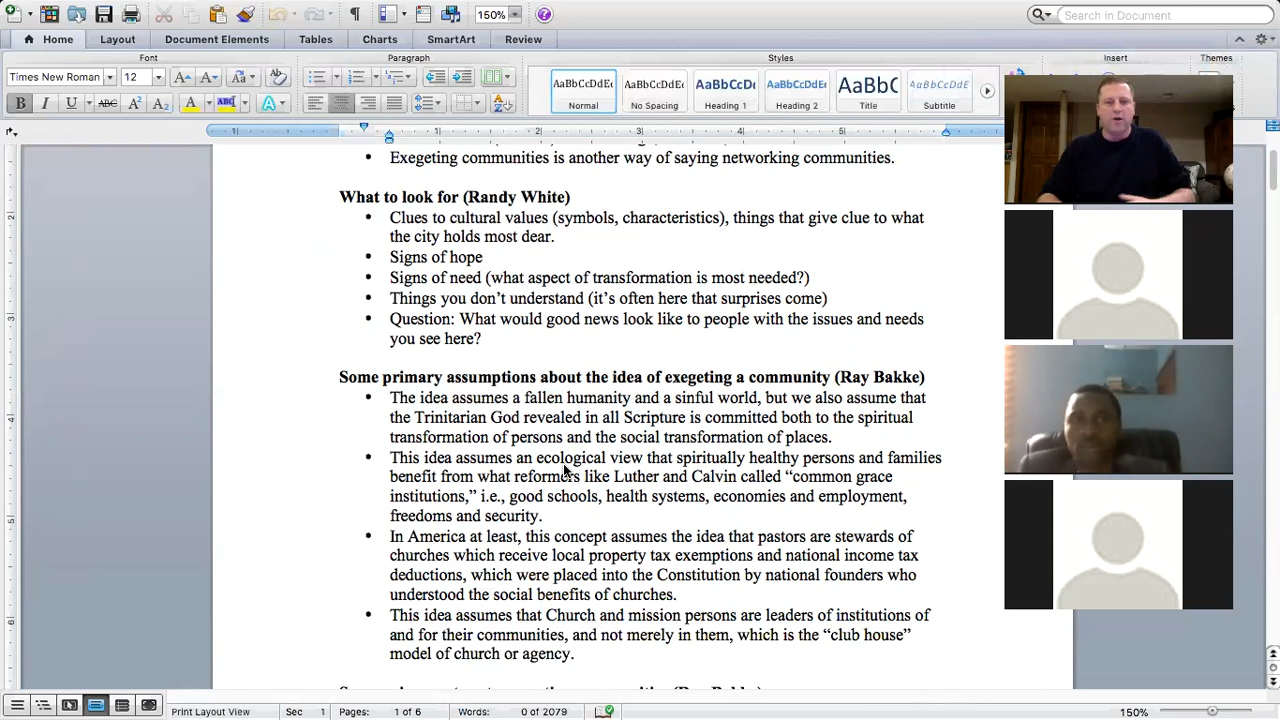 150%
Search in Document
Home
Layout
Document Elements
Tables
Charts
SmartArt
Review
Font
Paragraph
Styles
Insert
Themes
Times New Roman
12
AaBbCcDdEe
Normal
AaBbCcDdEe
No Spacing
AaBbCcDc
Heading 1
AaBbCcDdEe
Heading 2
AaBbC
Title
AaBbCcDdEe
Subtitle
• Exegeting communities is another way of saying networking communities.
What to look for (Randy White)
• Clues to cultural values (symbols, characteristics), things that give clue to what
the city holds most dear.
• Signs of hope
• Signs of need (what aspect of transformation is most needed?)
• Things you don’t understand (it’s often here that surprises come)
• Question: What would good news look like to people with the issues and needs
you see here?
Some primary assumptions about the idea of exegeting a community (Ray Bakke)
• The idea assumes a fallen humanity and a sinful world, but we also assume that
the Trinitarian God revealed in all Scripture is committed both to the spiritual
transformation of persons and the social transformation of places.
• This idea assumes an ecological view that spiritually healthy persons and families
benefit from what reformers like Luther and Calvin called “common grace
institutions,” i.e., good schools, health systems, economies and employment,
freedoms and security.
• In America at least, this concept assumes the idea that pastors are stewards of
churches which receive local property tax exemptions and national income tax
deductions, which were placed into the Constitution by national founders who
understood the social benefits of churches.
• This idea assumes that Church and mission persons are leaders of institutions of
and for their communities, and not merely in them, which is the “club house”
model of church or agency.
Print Layout View
Sec 1
Pages: 1 of 6
Words: 0 of 2079
150%